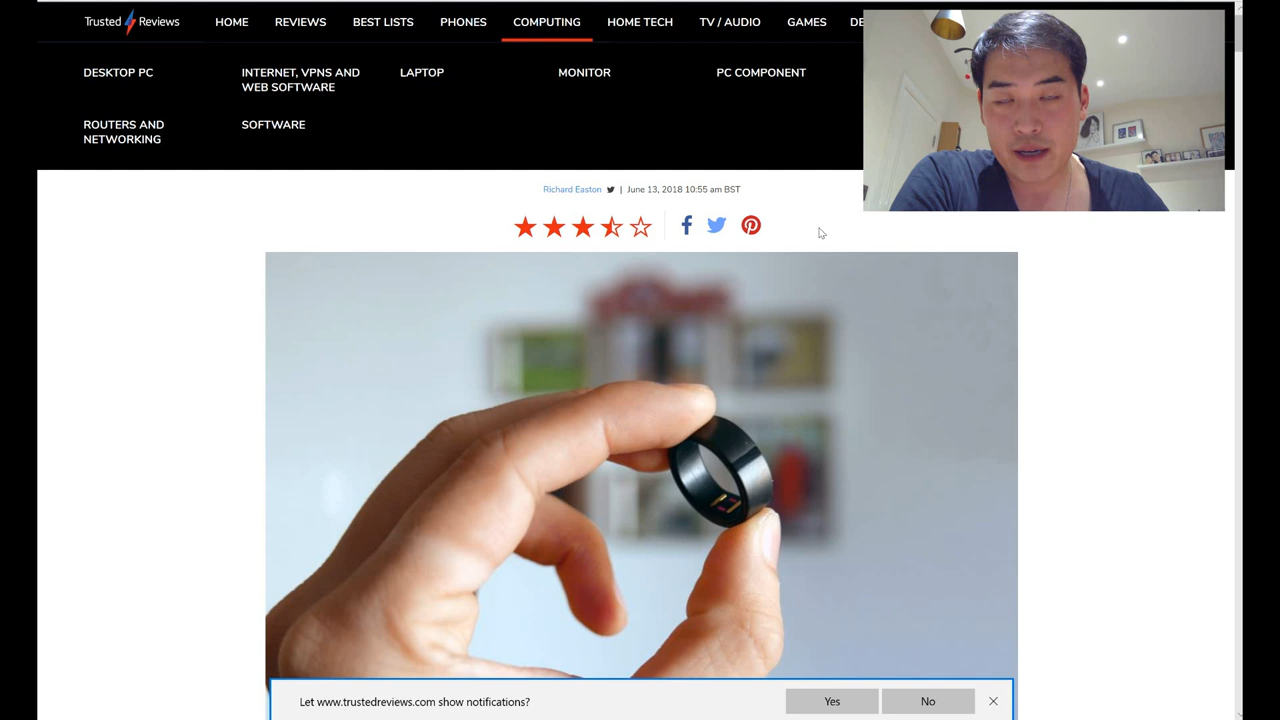 Trusted Reviews
HOME REVIEWS BEST LISTS PHONES COMPUTING HOME TECH TV / AUDIO GAMES DE
DESKTOP PC
INTERNET, VPNS AND
WEB SOFTWARE
LAPTOP
MONITOR
PC COMPONENT
ROUTERS AND
NETWORKING
SOFTWARE
Richard Easton | June 13, 2018 10:55 am BST
Let www.trustedreviews.com show notifications?
Yes
No